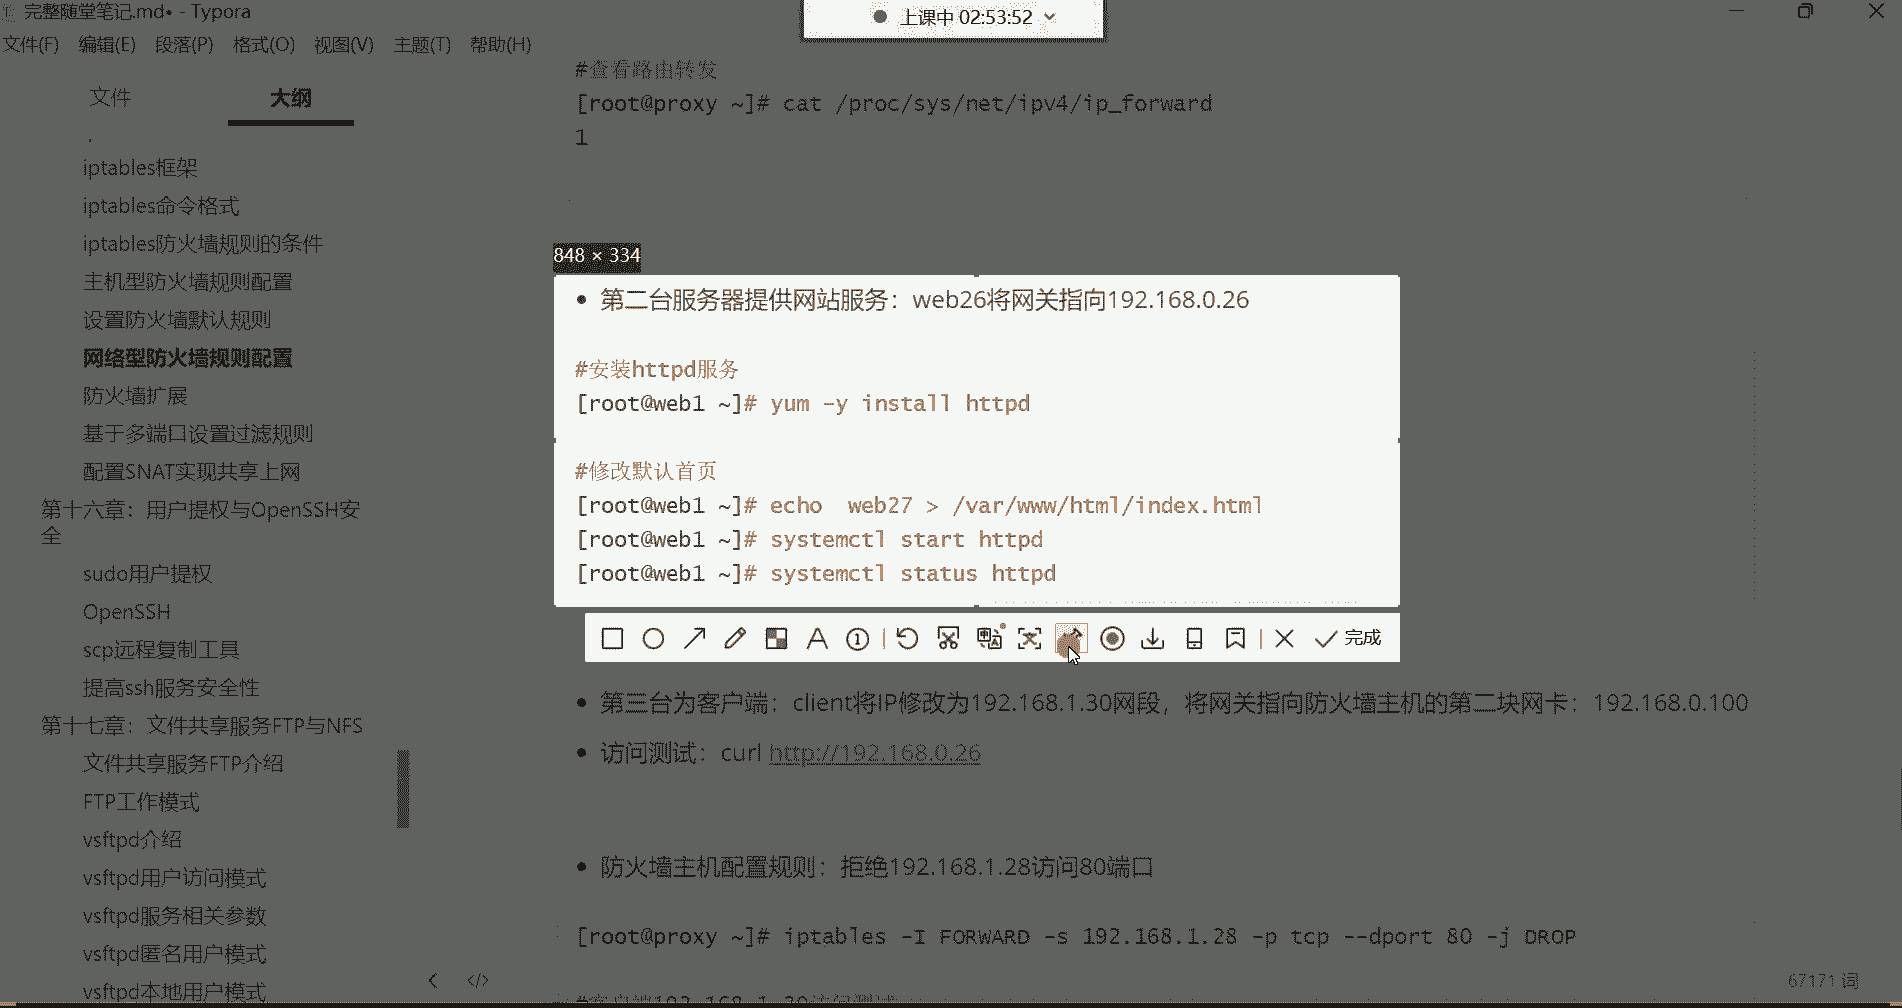 完整随堂笔记.md• - Typora
上课中 02:53:52
文件(F) 编辑(E) 段落(P) 格式(O) 视图(V) 主题(T) 帮助(H)
文件 大纲
iptables框架
iptables命令格式
iptables防火墙规则的条件
主机型防火墙规则配置
设置防火墙默认规则
网络型防火墙规则配置
防火墙扩展
基于多端口设置过滤规则
配置SNAT实现共享上网
第十六章：用户提权与OpenSSH安
全
sudo用户提权
OpenSSH
scp远程复制工具
提高ssh服务安全性
第十七章：文件共享服务FTP与NFS
文件共享服务FTP介绍
FTP工作模式
vsftpd介绍
vsftpd用户访问模式
vsftpd服务相关参数
vsftpd匿名用户模式
vsftpd本地用户模式
#查看路由转发
[root@proxy ~]# cat /proc/sys/net/ipv4/ip_forward
1
848 × 334
• 第二台服务器提供网站服务：web26将网关指向192.168.0.26
#安装httpd服务
[root@web1 ~]# yum -y install httpd
#修改默认首页
[root@web1 ~]# echo  web27 > /var/www/html/index.html
[root@web1 ~]# systemctl start httpd
[root@web1 ~]# systemctl status httpd
完成
• 第三台为客户端：client将IP修改为192.168.1.30网段，将网关指向防火墙主机的第二块网卡：192.168.0.100
• 访问测试：curl http://192.168.0.26
• 防火墙主机配置规则：拒绝192.168.1.28访问80端口
[root@proxy ~]# iptables -I FORWARD -s 192.168.1.28 -p tcp --dport 80 -j DROP
#客户端192.168.1.30访问测试
67171 词